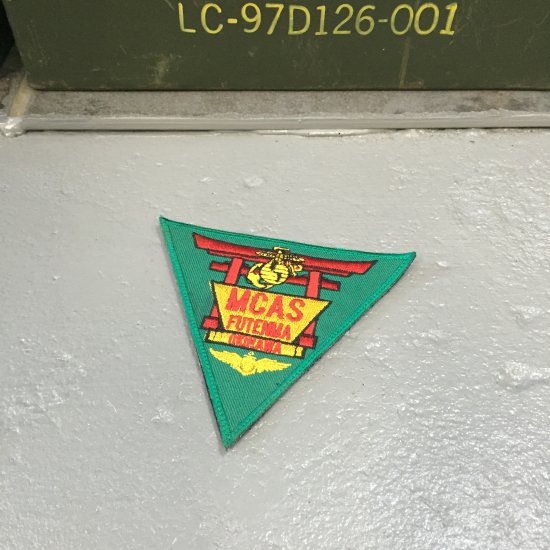 LC-97D126-001
MCAS
FUTENMA
OKINAWA